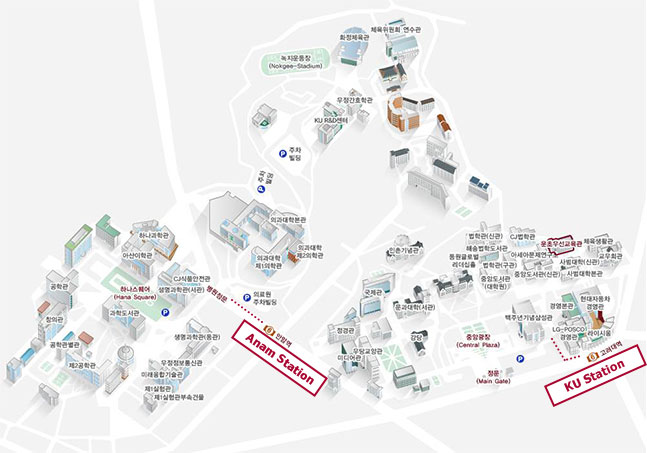 체육위원회 연수관
화정체육관
녹지운동장
(Nokgee-Stadium)
우정간호학관
KU R&D센터
P 주차
빌딩
P
주차
빌딩
의과대학본관
의과대학
제1의학관
의과대학
제2의학관
하나과학관
아산이학관
하나스퀘어
(Hana Square)
CJ식품안전관
생명과학관(서관)
병원정문
P
공학관
창의관
과학도서관
공학관별관
제2공학관
P 의료원
주차빌딩
생명과학관(동관)
우정정보통신관
미래융합기술관
제1실험관
제1실험관부속건물
안암역
Anam Station
법학관(신관)
CJ법학관
운초우선교육관
체육생활관
해송법학도서관
아세아문제연구
교우회관
인촌기념관
동원글로벌
리더십홀
법학관(구관)
사범대학(신관)
중앙도서관(신관)
사범대학본관
중앙도서관
(대학원)
국제관
문과대학(서관)
경영본관
현대자동차
경영관
백주년기념삼성관
LG-POSCO
경영관
라이시움
정경관
강당
중앙광장
(Central Plaza)
우당교양관
미디어관
P
정문
(Main Gate)
고려대역
KU Station